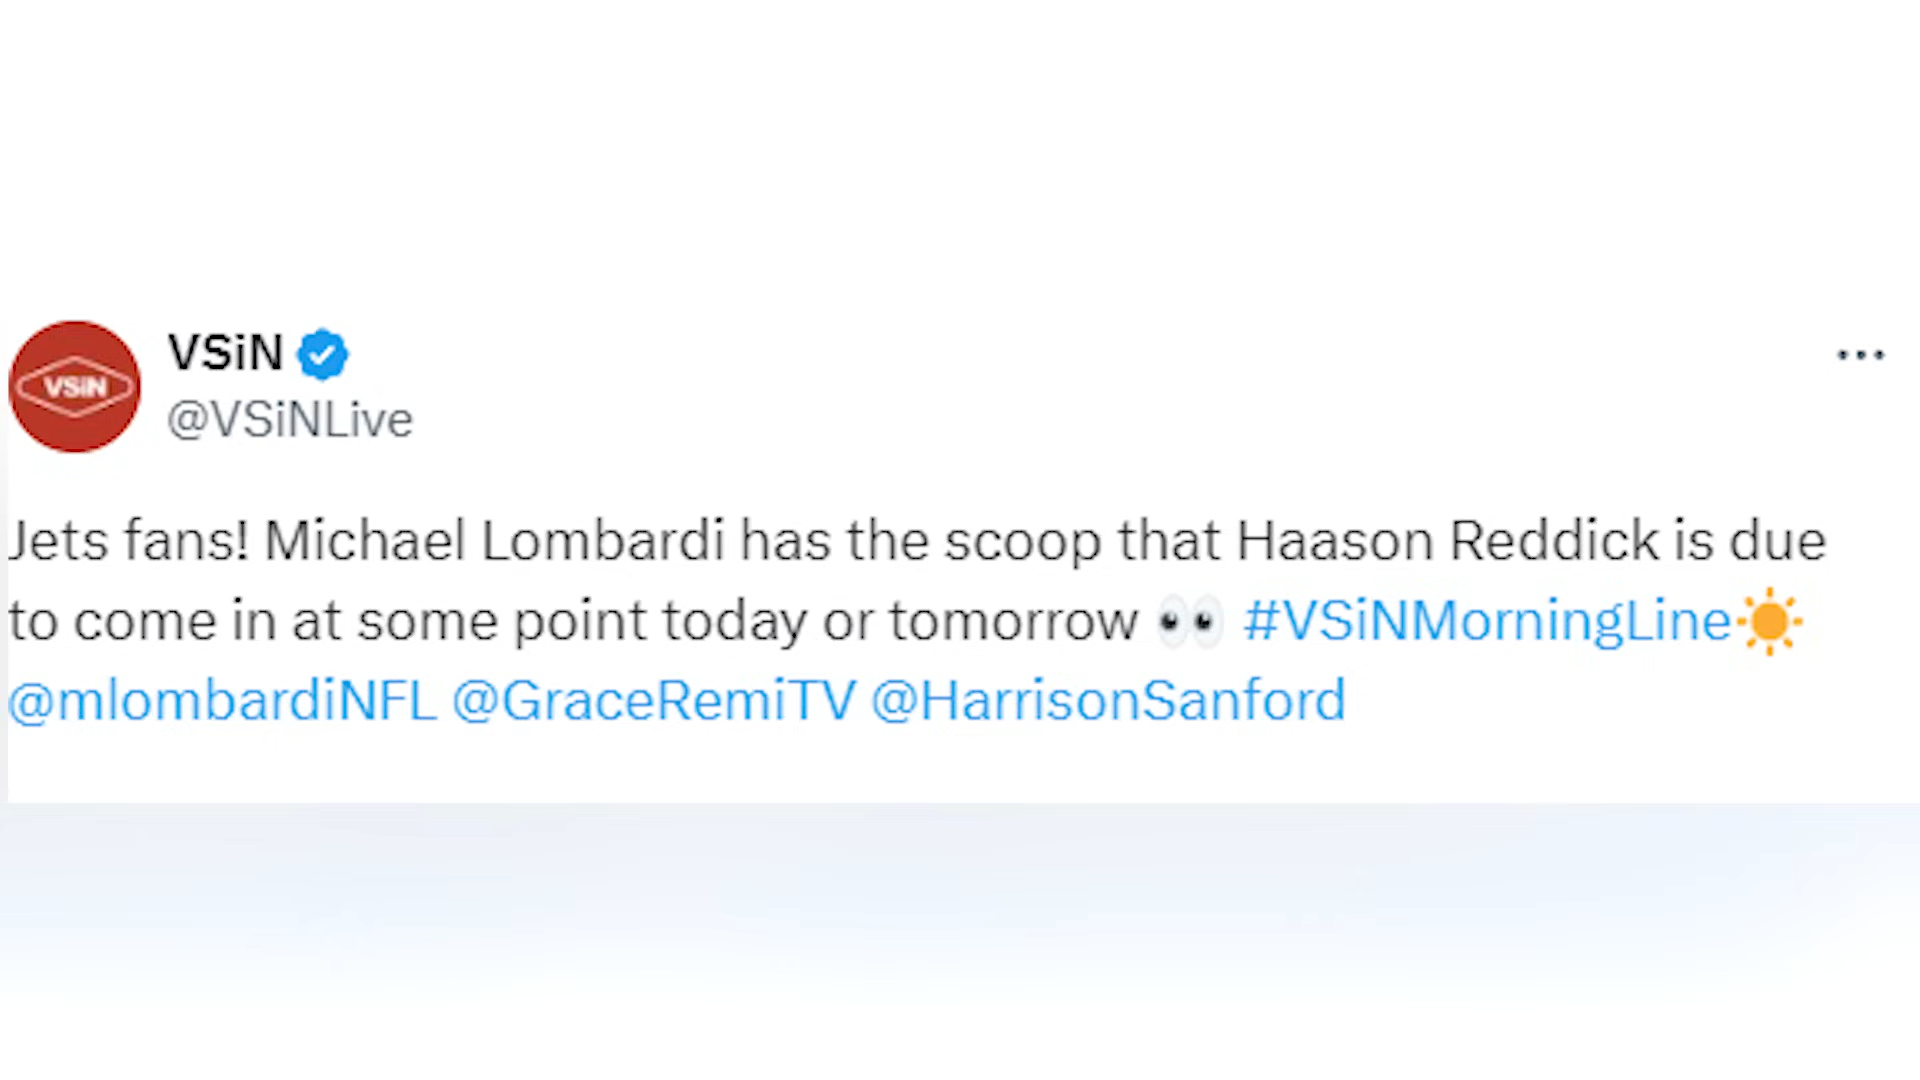 VSiN
VSiN
@VSiNLive
Jets fans! Michael Lombardi has the scoop that Haason Reddick is due
to come in at some point today or tomorrow 👀 #VSiNMorningLine☀️
@mlombardiNFL @GraceRemiTV @HarrisonSanford